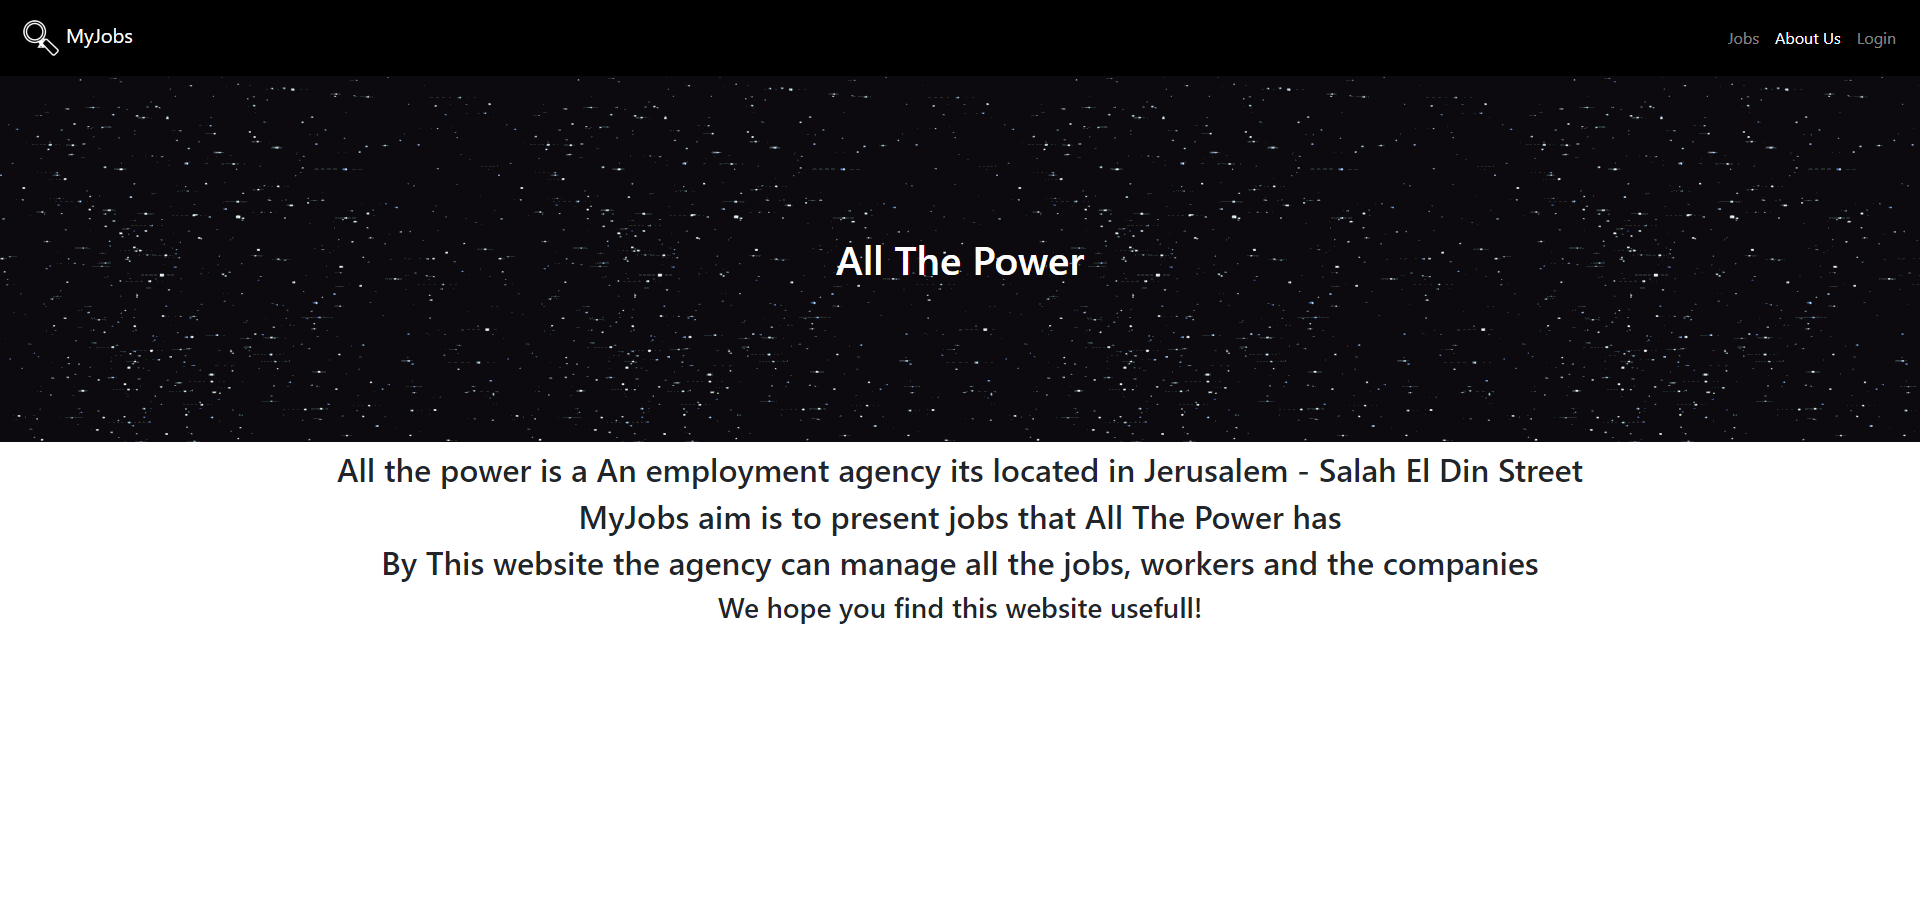 MyJobs
Jobs About Us Login
All The Power
All the power is a An employment agency its located in Jerusalem - Salah El Din Street
MyJobs aim is to present jobs that All The Power has
By This website the agency can manage all the jobs, workers and the companies
We hope you find this website usefull!